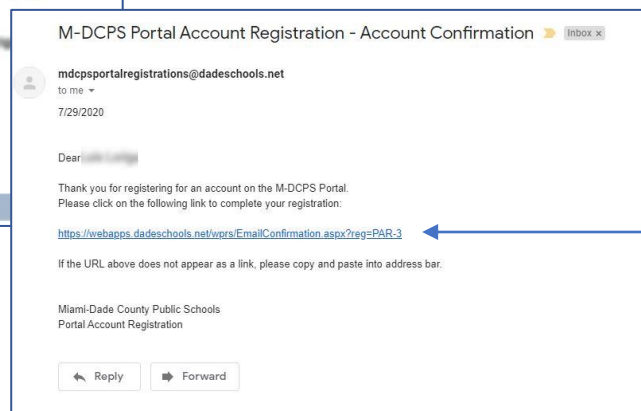 M-DCPS Portal Account Registration - Account Confirmation Inbox x
mdcpsportalregistrations@dadeschools.net
to me
7/29/2020
Dear
Thank you for registering for an account on the M-DCPS Portal.
Please click on the following link to complete your registration:
https://webapps.dadeschools.net/wprs/EmailConfirmation.aspx?reg=PAR-3
If the URL above does not appear as a link, please copy and paste into address bar.
Miami-Dade County Public Schools
Portal Account Registration
Reply Forward